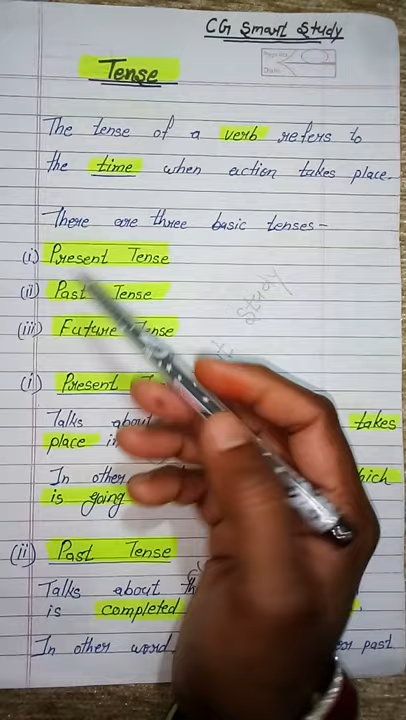 CG Smart Study
Tense
The tense of a verb refers to
the time when action takes place.
There are three basic tenses-
(i) Present Tense
(ii) Past Tense
(iii) Future Tense
(i) Present
Talks about takes
place in
In other which
is going
(ii) Past Tense
Talks about
is completed
In other word past